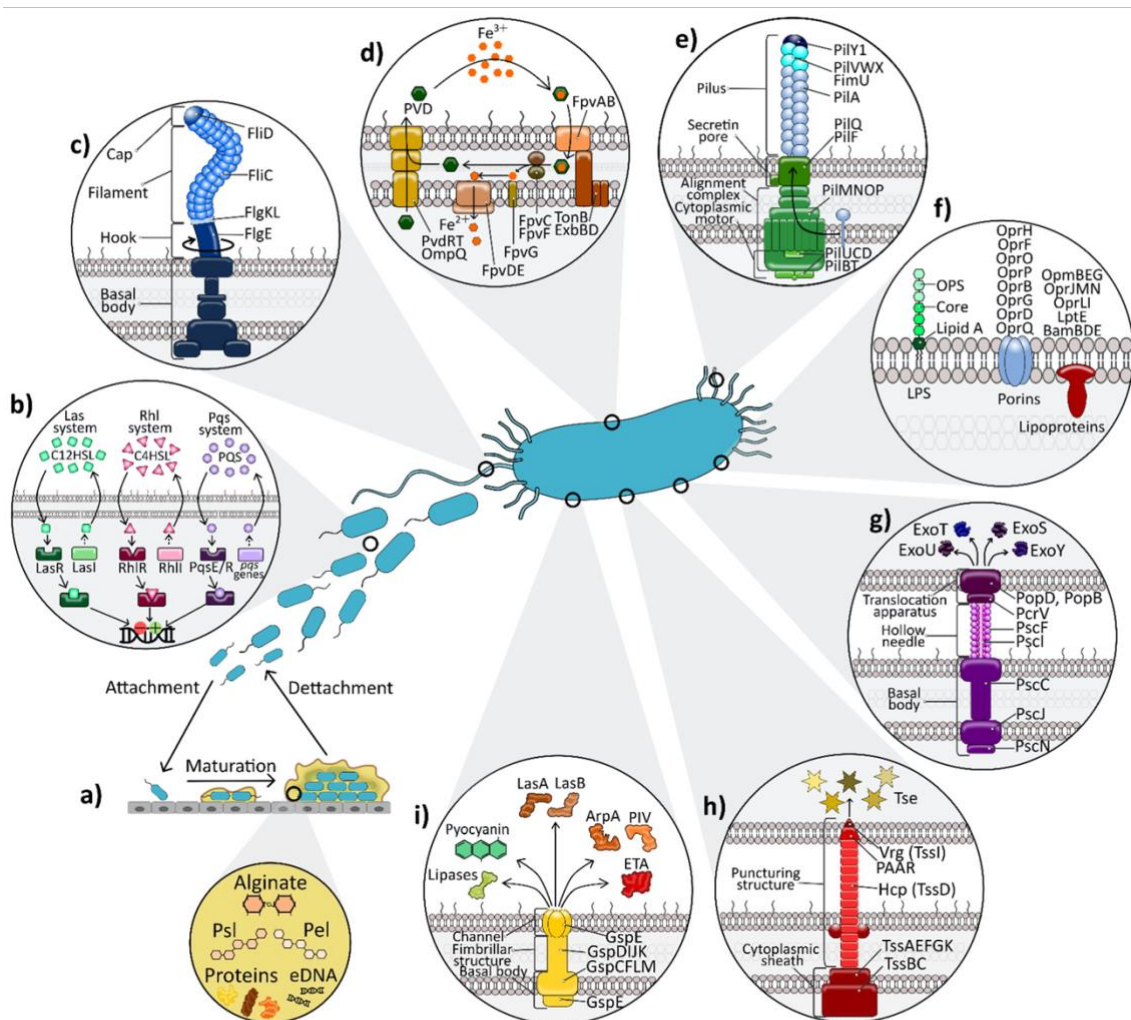 a)
Attachment
Dettachment
Maturation
Alginate
Psl
Pel
Proteins
eDNA
b)
Las
system
C12HSL
Rhl
system
C4HSL
Pqs
system
PQS
LasR
LasI
RhlR
RhlI
PqsE/R
pqs
genes
c)
Cap
Filament
Hook
Basal
body
FliD
FliC
FlgKL
FlgE
d)
Fe3+
PVD
FpvAB
Fe2+
PvdRT
OmpQ
FpvDE
FpvG
FpvC
FpvF
TonB
ExbBD
e)
Pilus
Secretin
pore
Alignment
complex
Cytoplasmic
motor
PilY1
PilVWX
FimU
PilA
PilQ
PilF
PilMNOP
PilUCD
PilBT
f)
OPS
Core
Lipid A
LPS
OprH
OprF
OprO
OprP
OprB
OprG
OprD
OprQ
Porins
OpmBEG
OprJMN
OprLI
LptE
BamBDE
Lipoproteins
g)
ExoT
ExoS
ExoU
ExoY
Translocation
apparatus
Hollow
needle
Basal
body
PopD, PopB
PcrV
PscF
PscI
PscC
PscJ
PscN
h)
Tse
Puncturing
structure
Cytoplasmic
sheath
Vrg (TssI)
PAAR
Hcp (TssD)
TssAEFGK
TssBC
i)
LasA
LasB
Pyocyanin
ArpA
PIV
Lipases
ETA
Channel
Fimbrillar
structure
Basal body
GspE
GspDIJK
GspCFLM
GspE